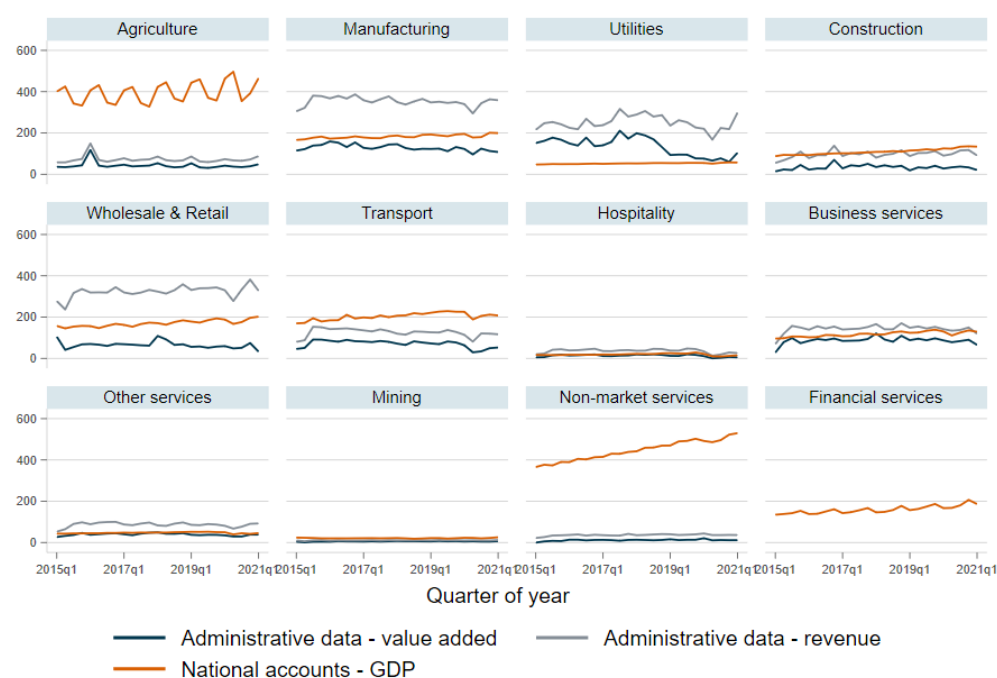 Agriculture Manufacturing Utilities Construction
600
400
200
0
Wholesale & Retail Transport Hospitality Business services
600
400
200
0
Other services Mining Non-market services Financial services
600
400
200
0
2015q1 2017q1 2019q1 2021q1 2015q1 2017q1 2019q1 2021q1 2015q1 2017q1 2019q1 2021q1 2015q1 2017q1 2019q1 2021q1
Quarter of year
Administrative data - value added Administrative data - revenue
National accounts - GDP